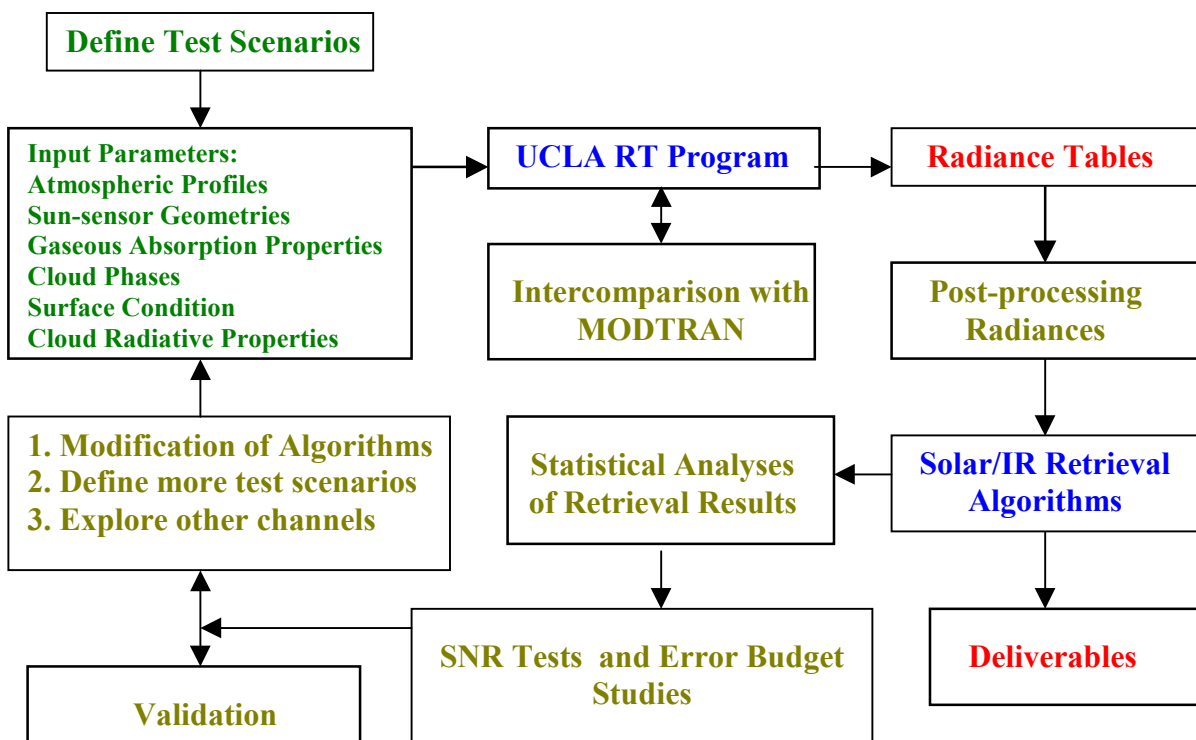 Define Test Scenarios
Input Parameters:
Atmospheric Profiles
Sun-sensor Geometries
Gaseous Absorption Properties
Cloud Phases
Surface Condition
Cloud Radiative Properties
UCLA RT Program
Radiance Tables
Intercomparison with
MODTRAN
Post-processing
Radiances
1. Modification of Algorithms
2. Define more test scenarios
3. Explore other channels
Statistical Analyses
of Retrieval Results
Solar/IR Retrieval
Algorithms
SNR Tests and Error Budget
Studies
Deliverables
Validation